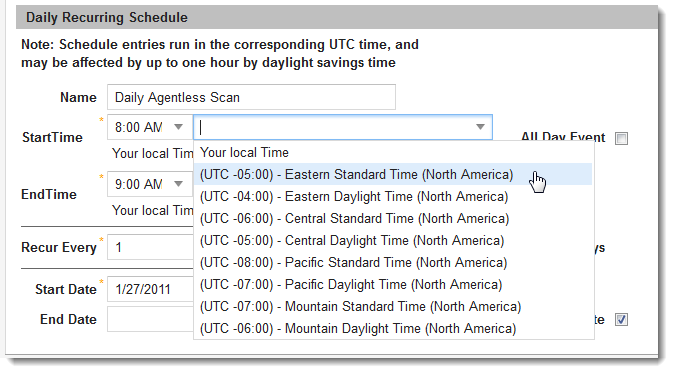 Daily Recurring Schedule
Note: Schedule entries run in the corresponding UTC time, and
may be affected by up to one hour by daylight savings time
Name Daily Agentless Scan
StartTime * 8:00 AM All Day Event
Your local Tim Your local Time
(UTC -05:00) - Eastern Standard Time (North America)
EndTime * 9:00 AM (UTC -04:00) - Eastern Daylight Time (North America)
Your local Tim (UTC -06:00) - Central Standard Time (North America)
Recur Every * 1 (UTC -05:00) - Central Daylight Time (North America)
(UTC -08:00) - Pacific Standard Time (North America)
Start Date * 1/27/2011 (UTC -07:00) - Pacific Daylight Time (North America)
(UTC -07:00) - Mountain Standard Time (North America)
End Date (UTC -06:00) - Mountain Daylight Time (North America)